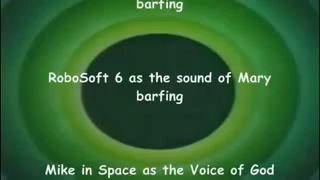 barfing
RoboSoft 6 as the sound of Mary
barfing
Mike in Space as the Voice of God